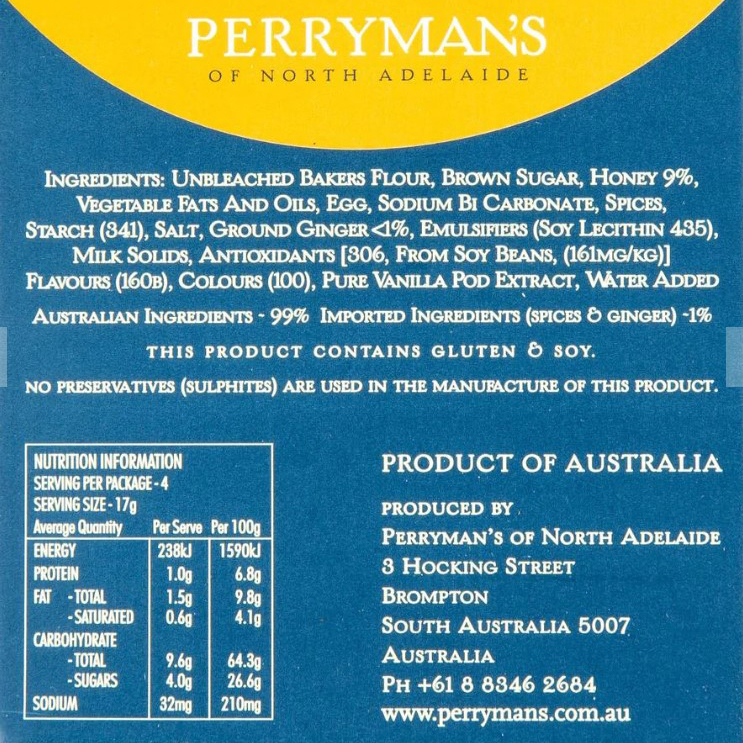 PERRYMAN'S
OF NORTH ADELAIDE
INGREDIENTS: UNBLEACHED BAKERS FLOUR, BROWN SUGAR, HONEY 9%,
VEGETABLE FATS AND OILS, EGG, SODIUM BI CARBONATE, SPICES,
STARCH (341), SALT, GROUND GINGER <1%, EMULSIFIERS (SOY LECITHIN 435),
MILK SOLIDS, ANTIOXIDANTS [306, FROM SOY BEANS, (161MG/KG)]
FLAVOURS (160B), COLOURS (100), PURE VANILLA POD EXTRACT, WATER ADDED
AUSTRALIAN INGREDIENTS - 99% IMPORTED INGREDIENTS (SPICES & GINGER) -1%
THIS PRODUCT CONTAINS GLUTEN & SOY.
NO PRESERVATIVES (SULPHITES) ARE USED IN THE MANUFACTURE OF THIS PRODUCT.
NUTRITION INFORMATION
SERVING PER PACKAGE - 4
SERVING SIZE - 17g
Average Quantity Per Serve Per 100g
ENERGY 238kJ 1590kJ
PROTEIN 1.0g 6.8g
FAT - TOTAL 1.5g 9.8g
- SATURATED 0.6g 4.1g
CARBOHYDRATE
- TOTAL 9.6g 64.3g
- SUGARS 4.0g 26.6g
SODIUM 32mg 210mg
PRODUCT OF AUSTRALIA
PRODUCED BY
PERRYMAN'S OF NORTH ADELAIDE
3 HOCKING STREET
BROMPTON
SOUTH AUSTRALIA 5007
AUSTRALIA
PH +61 8 8346 2684
www.perrymans.com.au